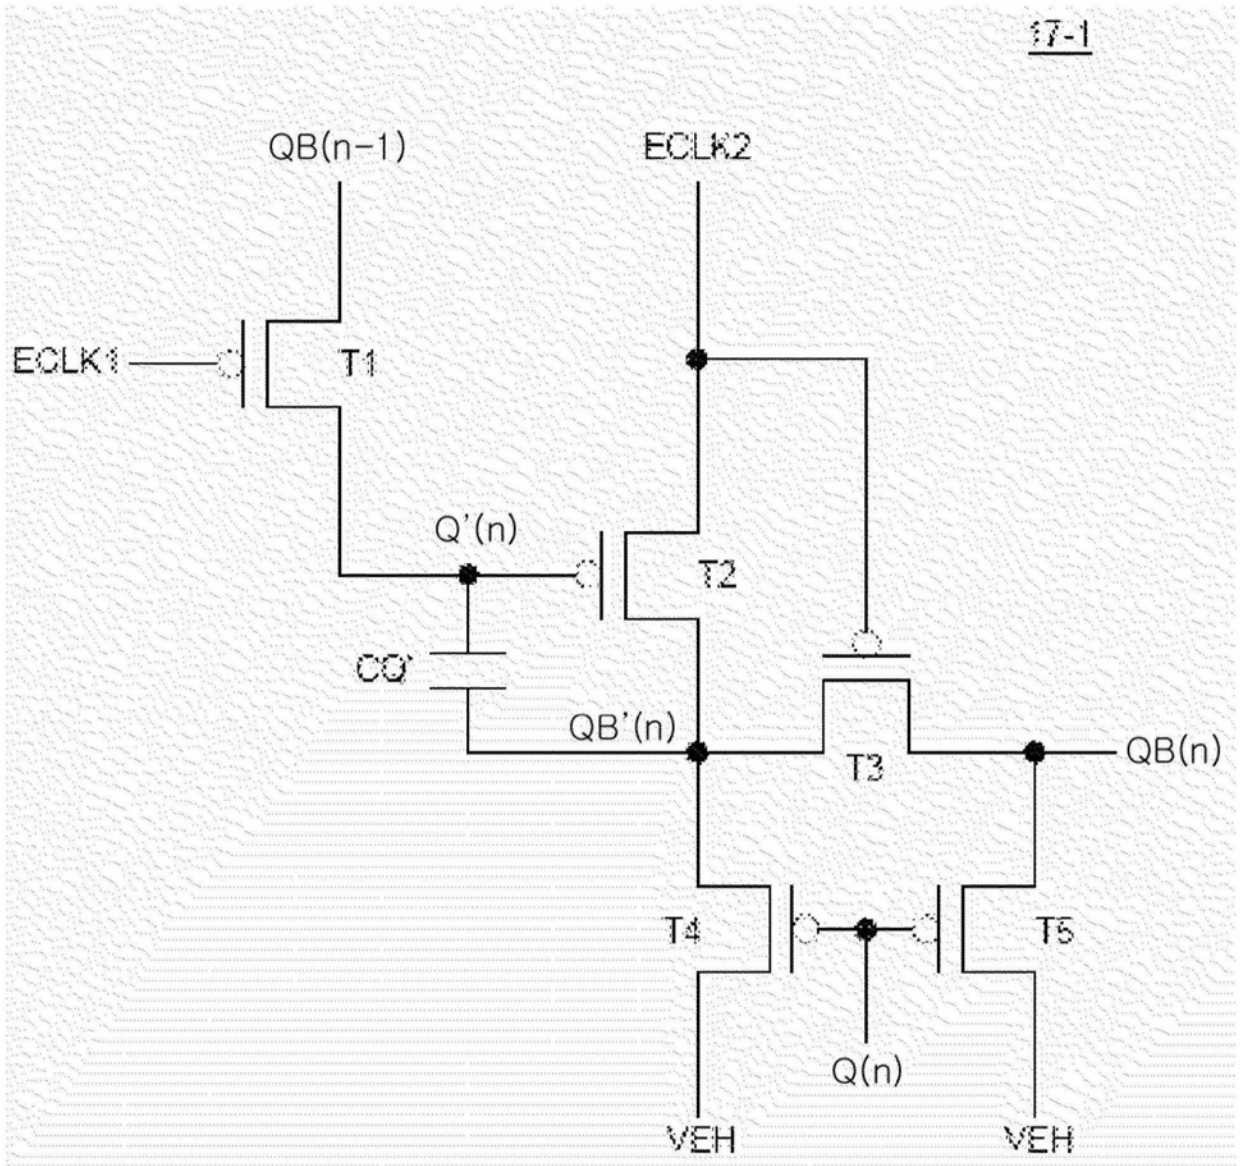 17-1
QB(n-1)
ECLK2
ECLK1
T1
Q'(n)
T2
CQ'
QB'(n)
T3
QB(n)
T4
T5
Q(n)
VEH
VEH